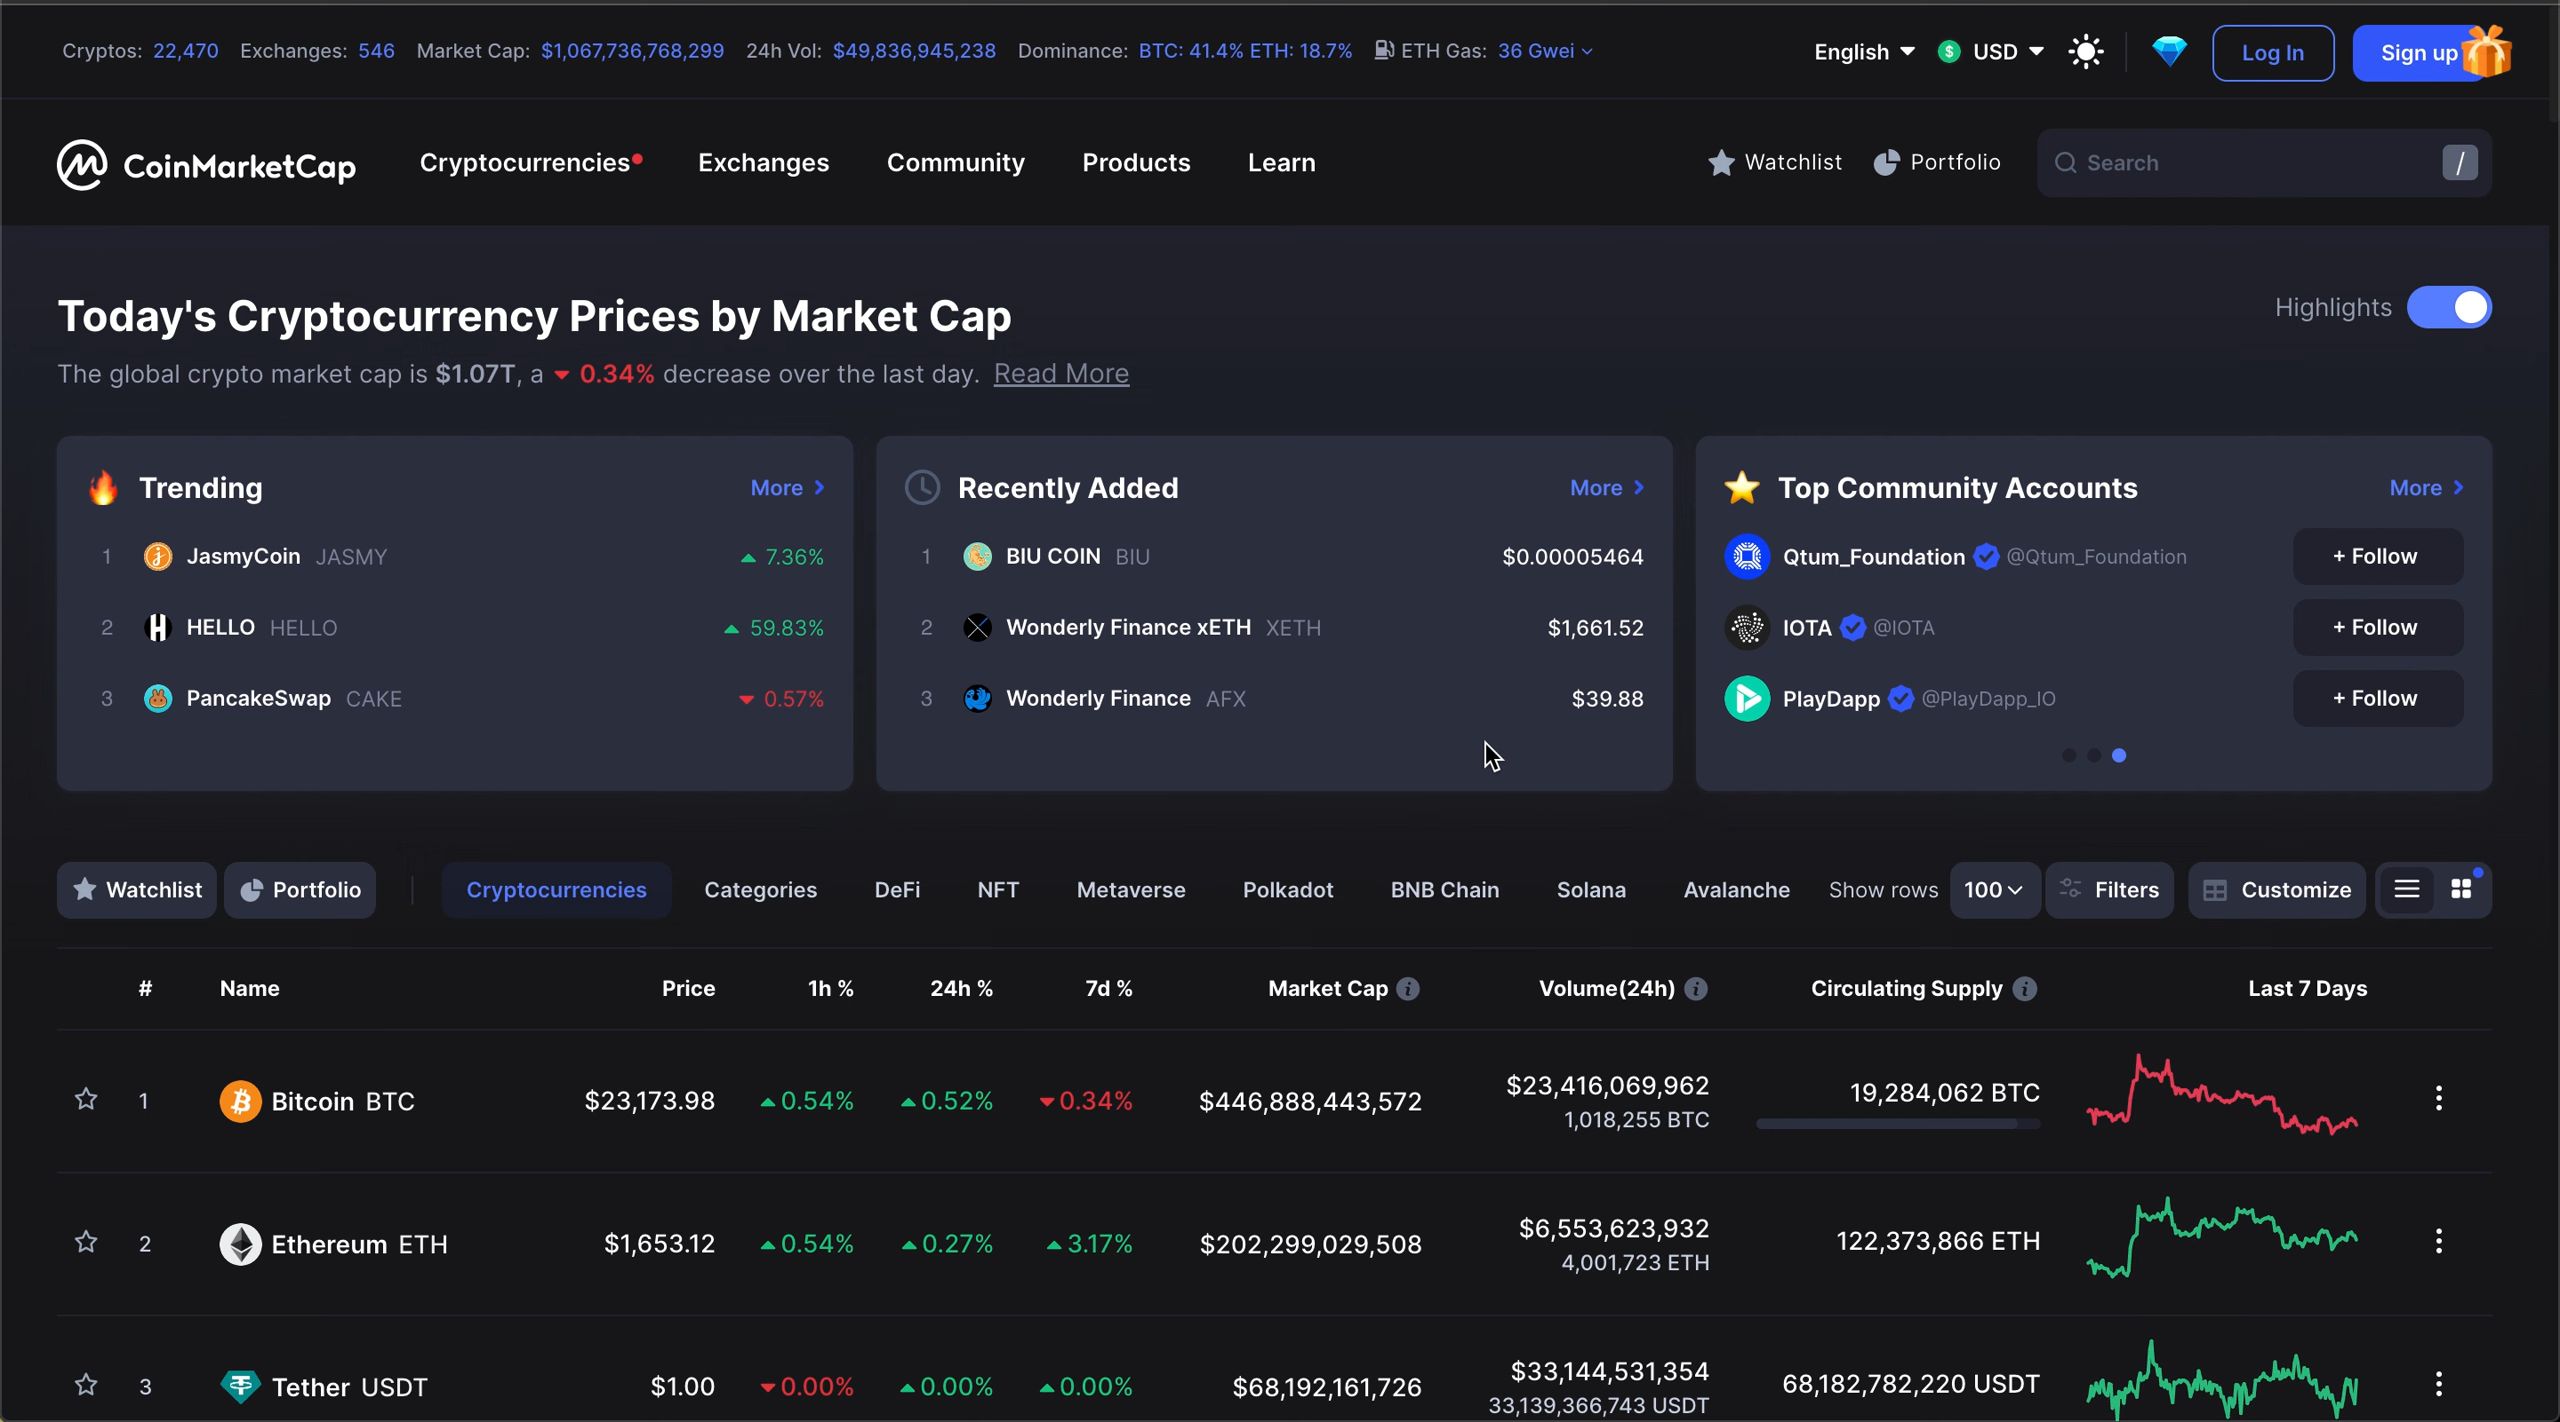 Cryptos: 22,470 Exchanges: 546 Market Cap: $1,067,736,768,299 24h Vol: $49,836,945,238 Dominance: BTC: 41.4% ETH: 18.7% ETH Gas: 36 Gwei English USD Log In Sign up
CoinMarketCap Cryptocurrencies Exchanges Community Products Learn Watchlist Portfolio Search /
Today's Cryptocurrency Prices by Market Cap Highlights
The global crypto market cap is $1.07T, a 0.34% decrease over the last day. Read More
Trending More
1 JasmyCoin JASMY 7.36%
2 HELLO HELLO 59.83%
3 PancakeSwap CAKE 0.57%
Recently Added More
1 BIU COIN BIU $0.00005464
2 Wonderly Finance xETH XETH $1,661.52
3 Wonderly Finance AFX $39.88
Top Community Accounts More
Qtum_Foundation @Qtum_Foundation + Follow
IOTA @IOTA + Follow
PlayDapp @PlayDapp_IO + Follow
Watchlist Portfolio Cryptocurrencies Categories DeFi NFT Metaverse Polkadot BNB Chain Solana Avalanche Show rows 100 Filters Customize
# Name Price 1h % 24h % 7d % Market Cap Volume(24h) Circulating Supply Last 7 Days
1 Bitcoin BTC $23,173.98 0.54% 0.52% 0.34% $446,888,443,572 $23,416,069,962 19,284,062 BTC
1,018,255 BTC
2 Ethereum ETH $1,653.12 0.54% 0.27% 3.17% $202,299,029,508 $6,553,623,932 122,373,866 ETH
4,001,723 ETH
3 Tether USDT $1.00 0.00% 0.00% 0.00% $68,192,161,726 $33,144,531,354 68,182,782,220 USDT
33,139,366,743 USDT